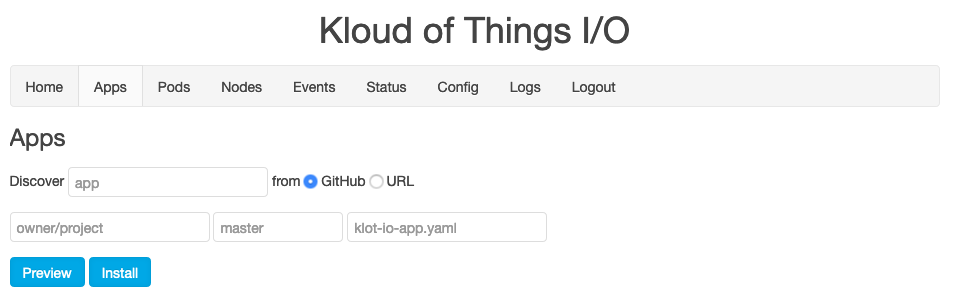 Kloud of Things I/O
Home Apps Pods Nodes Events Status Config Logs Logout
Apps
Discover app from GitHub URL
owner/project master klot-io-app.yaml
Preview Install